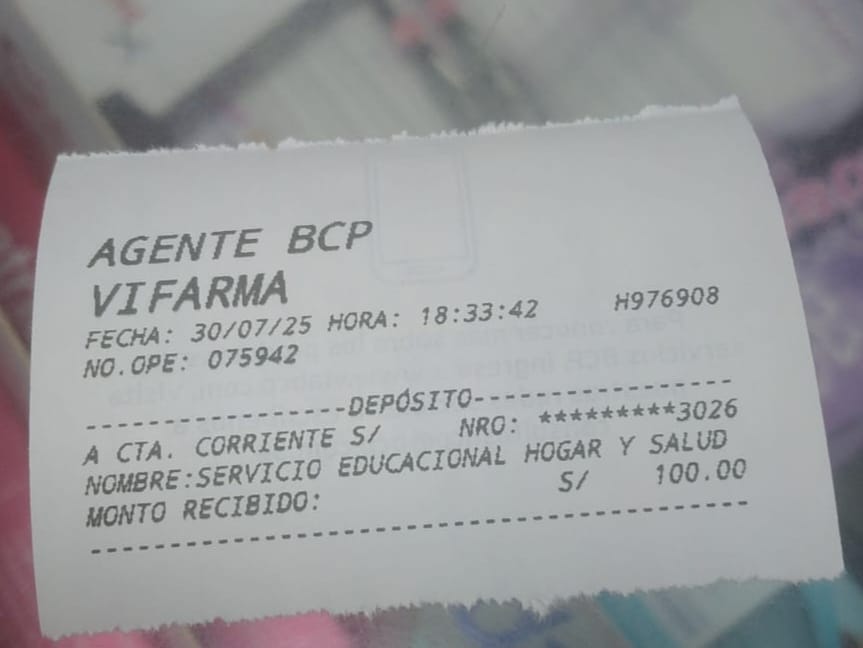 AGENTE BCP
VIFARMA
FECHA: 30/07/25 HORA: 18:33:42 H976908
NO.OPE: 075942
-----------------DEPÓSITO-----------------
A CTA. CORRIENTE S/ NRO: *********3026
NOMBRE:SERVICIO EDUCACIONAL HOGAR Y SALUD
MONTO RECIBIDO: S/ 100.00
------------------------------------------